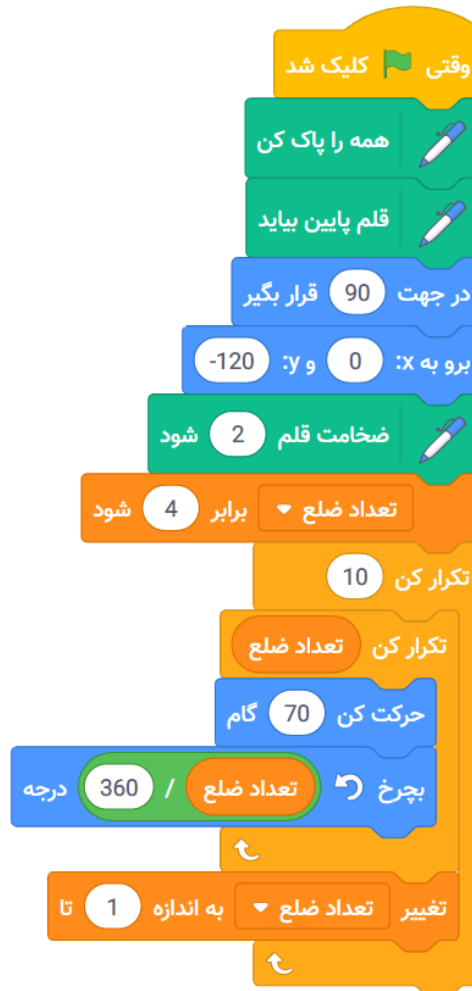 وقتی کلیک شد
همه را پاک کن
قلم پایین بیاید
در جهت 90 قرار بگیر
برو به x: 0 و y: -120
ضخامت قلم 2 شود
تعداد ضلع برابر 4 شود
تکرار کن 10
تکرار کن تعداد ضلع
حرکت کن 70 گام
بچرخ تعداد ضلع / 360 درجه
تغییر تعداد ضلع به اندازه 1 تا